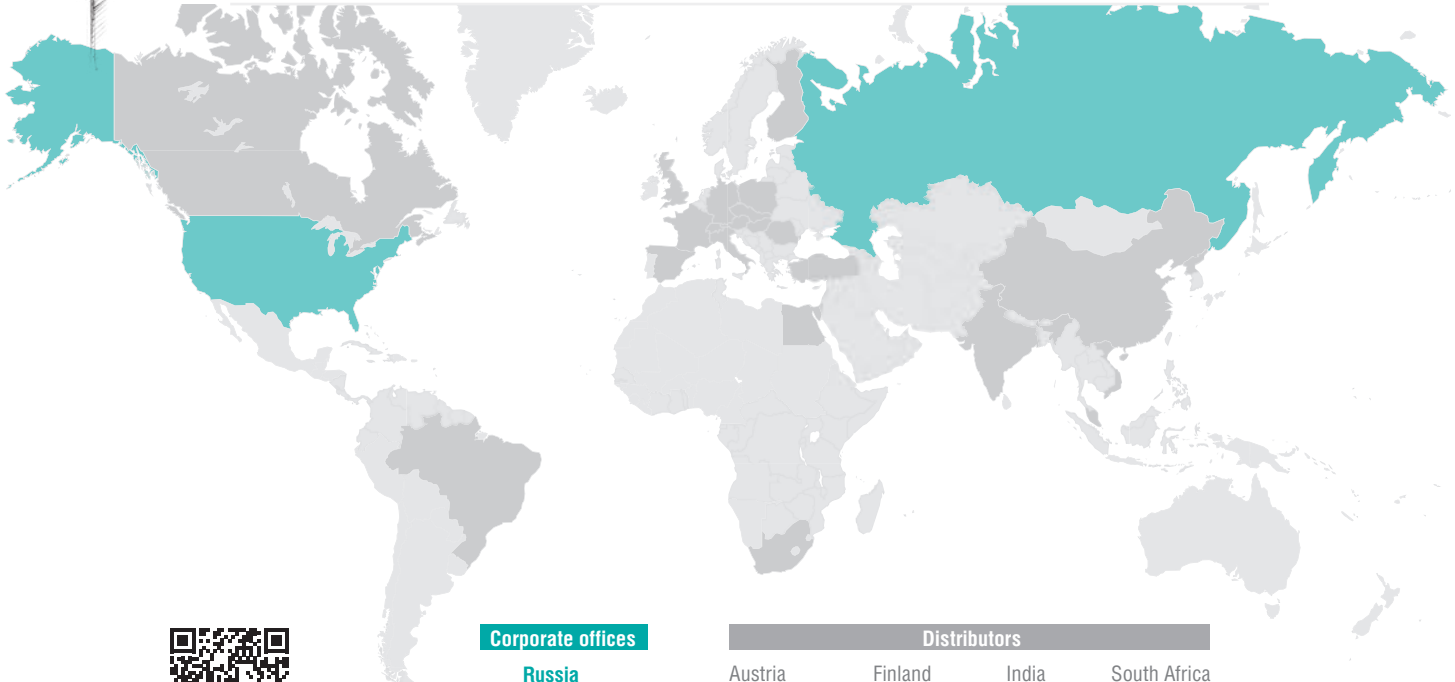 Corporate offices
Distributors
Russia
Austria
Finland
India
South Africa